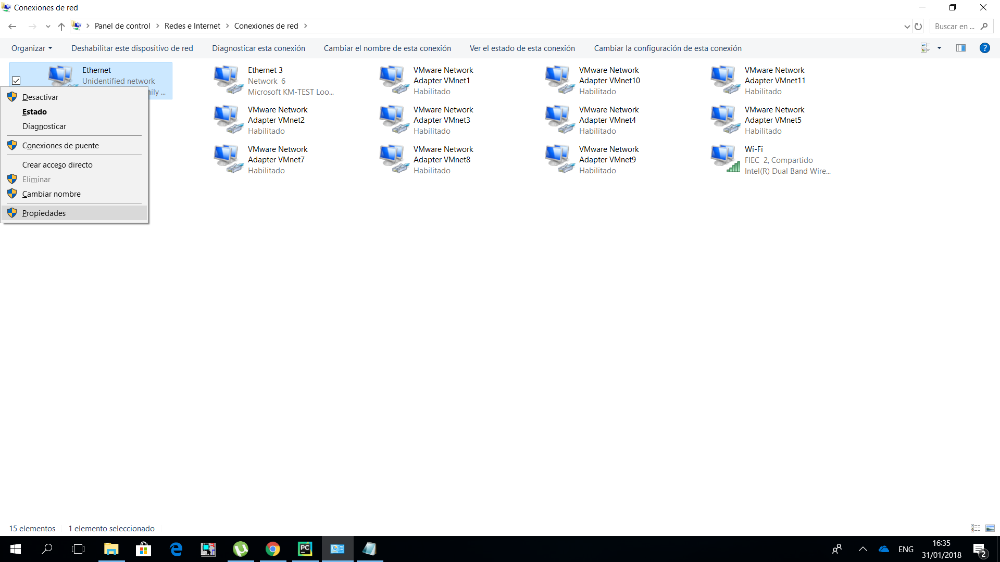 Conexiones de red
Panel de control
Redes e Internet
Conexiones de red
Buscar en ...
Organizar
Deshabilitar este dispositivo de red
Diagnosticar esta conexión
Cambiar el nombre de esta conexión
Ver el estado de esta conexión
Cambiar la configuración de esta conexión
Ethernet
Unidentified network
nily ...
Ethernet 3
Network 6
Microsoft KM-TEST Loo...
VMware Network
Adapter VMnet1
Habilitado
VMware Network
Adapter VMnet10
Habilitado
VMware Network
Adapter VMnet11
Habilitado
VMware Network
Adapter VMnet2
Habilitado
VMware Network
Adapter VMnet3
Habilitado
VMware Network
Adapter VMnet4
Habilitado
VMware Network
Adapter VMnet5
Habilitado
VMware Network
Adapter VMnet7
Habilitado
VMware Network
Adapter VMnet8
Habilitado
VMware Network
Adapter VMnet9
Habilitado
Wi-Fi
FIEC 2, Compartido
Intel(R) Dual Band Wire...
Desactivar
Estado
Diagnosticar
Conexiones de puente
Crear acceso directo
Eliminar
Cambiar nombre
Propiedades
15 elementos
1 elemento seleccionado
PC
ENG
16:35
31/01/2018
2